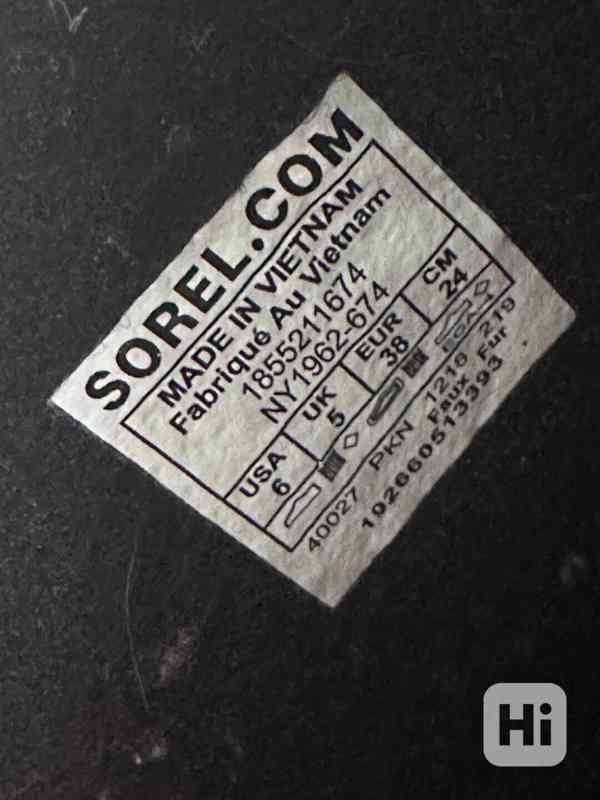 SOREL.COM
MADE IN VIETNAM
Fabriqué Au Vietnam
1855211674
NY1962-674
USA UK EUR CM
6 5 38 24
40027 PKN 1216 219
Faux Fur
192660513393
Hi